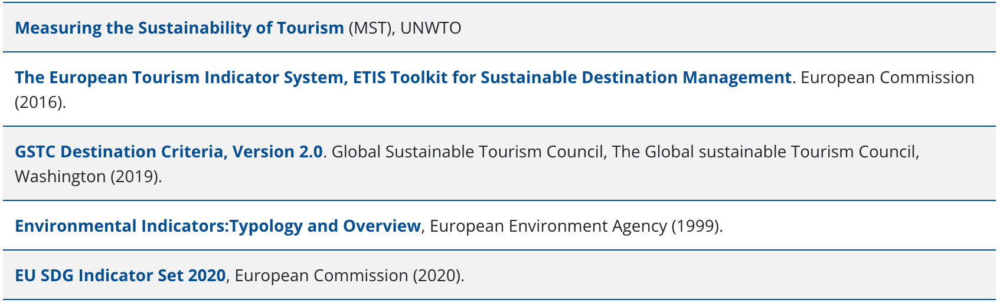 Measuring the Sustainability of Tourism (MST), UNWTO
The European Tourism Indicator System, ETIS Toolkit for Sustainable Destination Management. European Commission
(2016).
GSTC Destination Criteria, Version 2.0. Global Sustainable Tourism Council, The Global sustainable Tourism Council,
Washington (2019).
Environmental Indicators:Typology and Overview, European Environment Agency (1999).
EU SDG Indicator Set 2020, European Commission (2020).